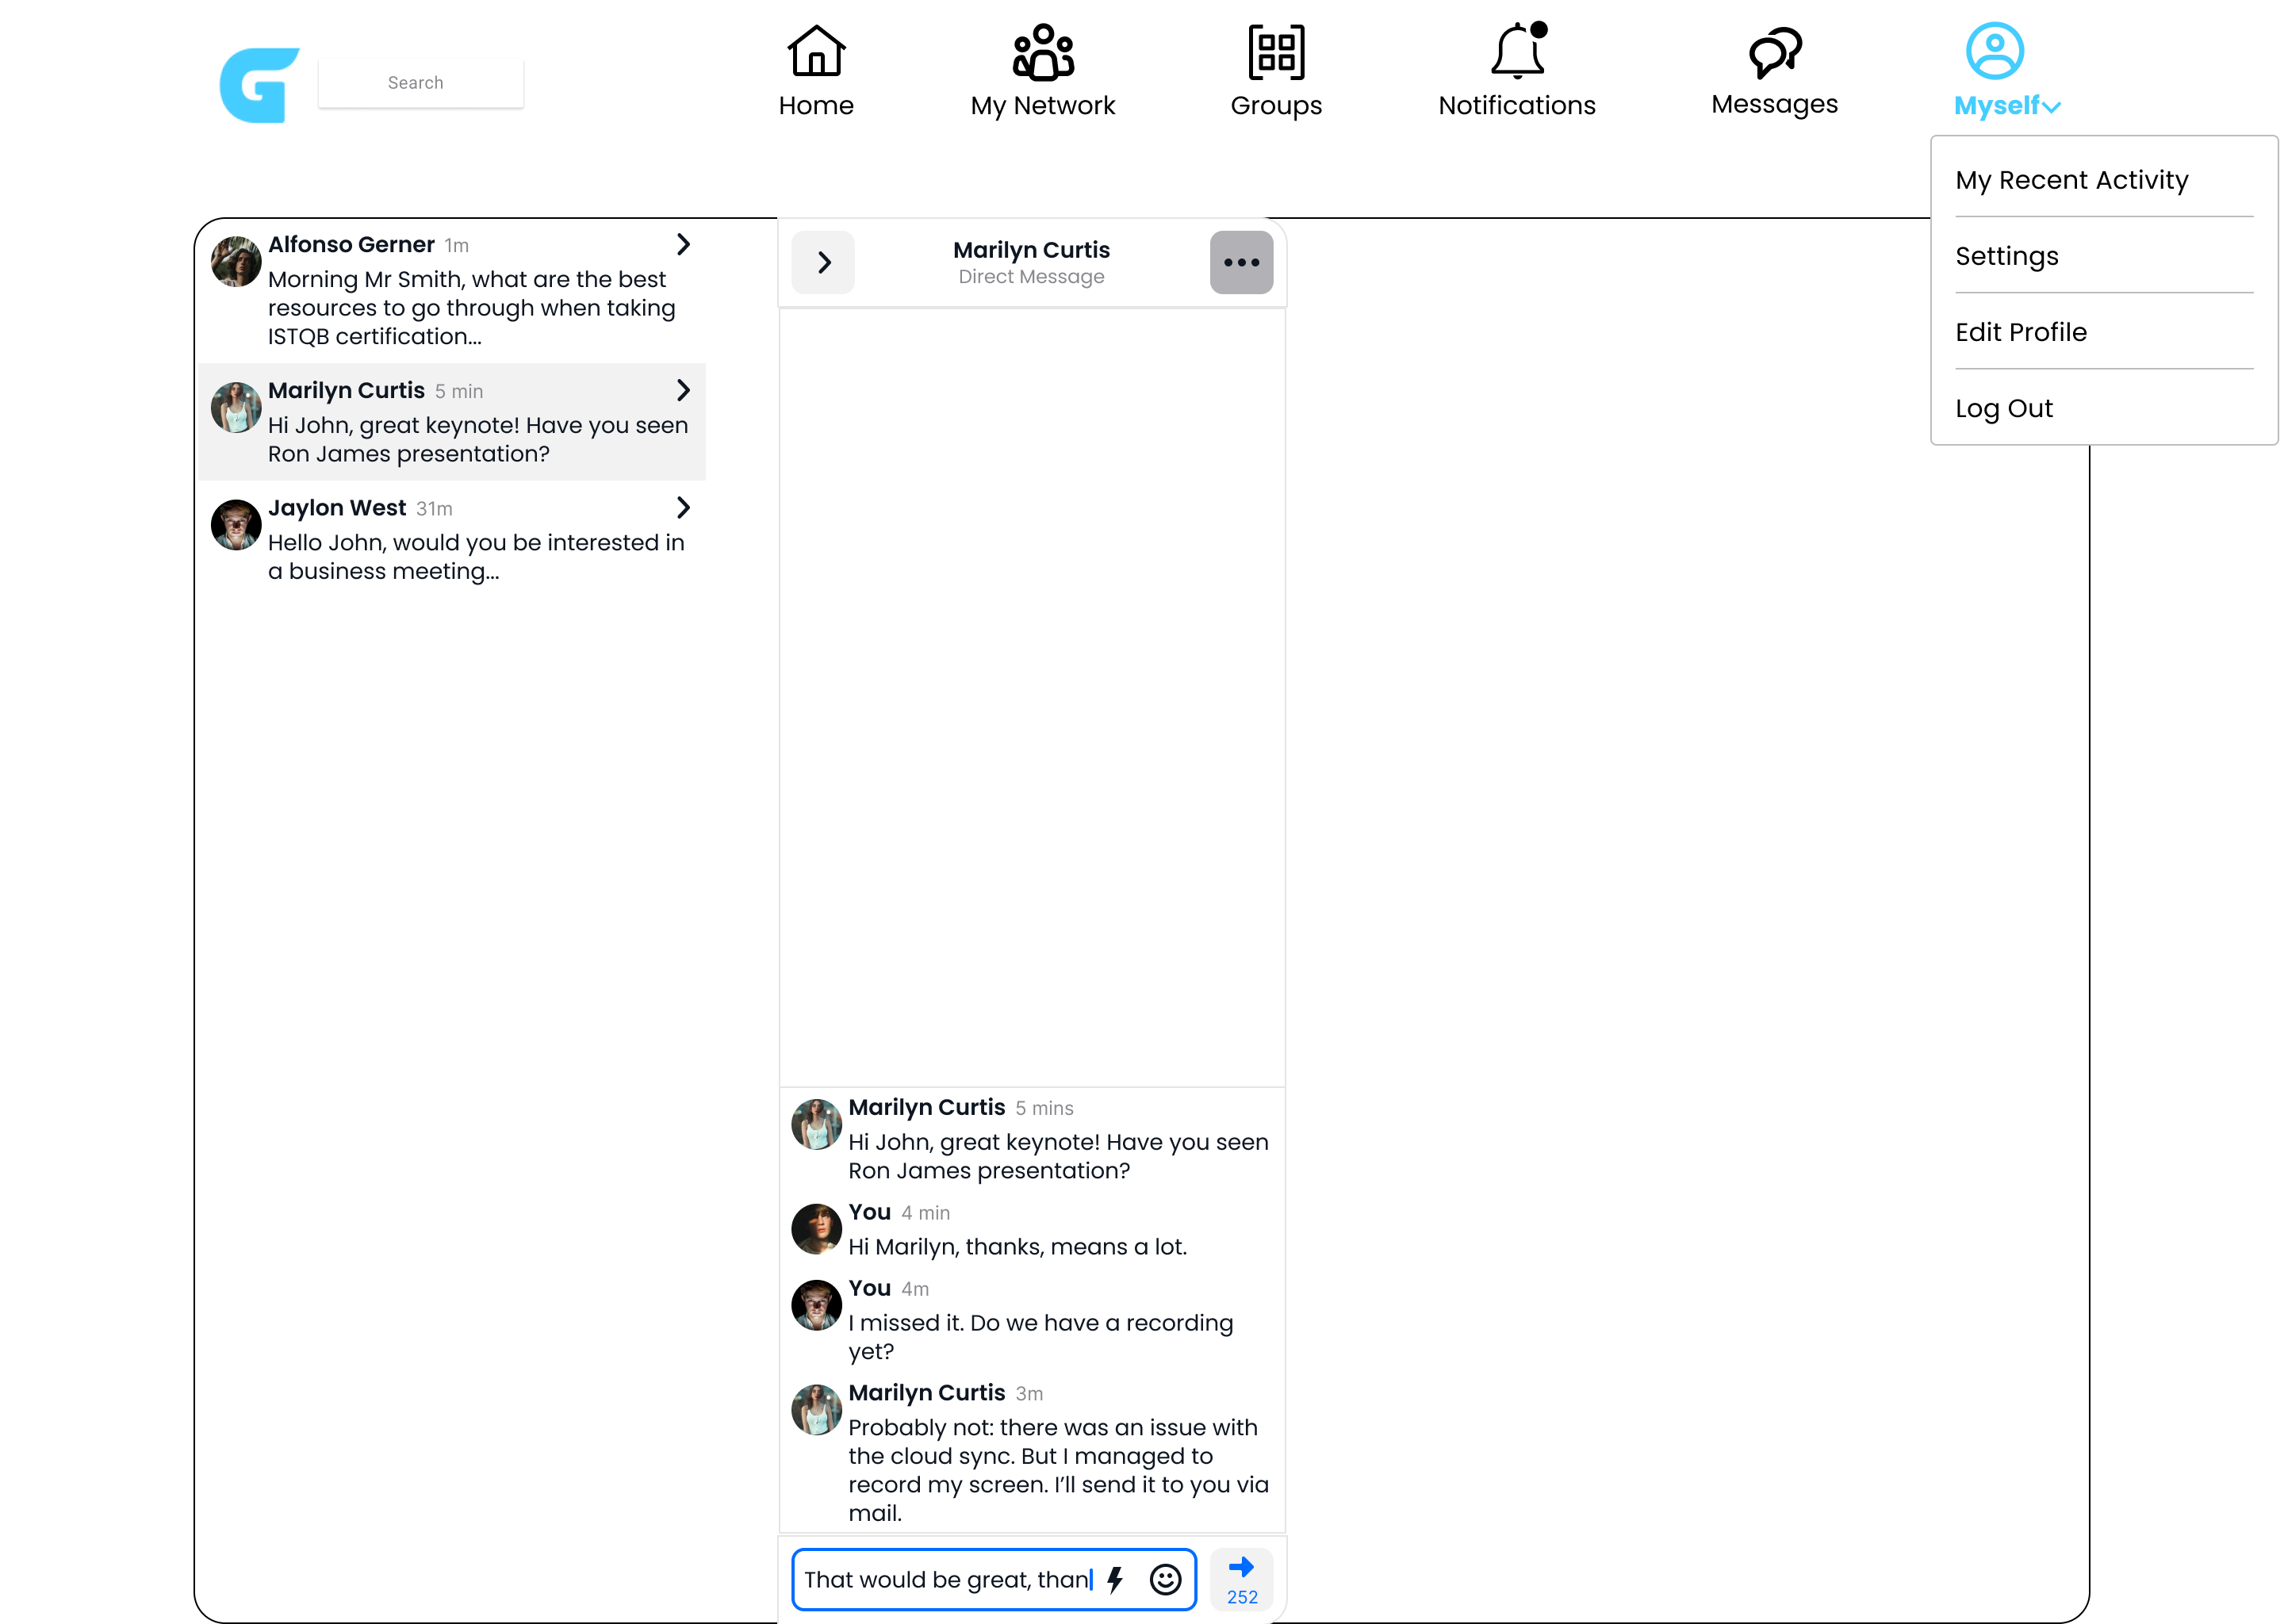 Search
Home
My Network
Groups
Notifications
Messages
Myself
My Recent Activity
Settings
Edit Profile
Log Out
Alfonso Gerner 1m
Morning Mr Smith, what are the best
resources to go through when taking
ISTQB certification...
Marilyn Curtis 5 min
Hi John, great keynote! Have you seen
Ron James presentation?
Jaylon West 31m
Hello John, would you be interested in
a business meeting...
Marilyn Curtis
Direct Message
Marilyn Curtis 5 mins
Hi John, great keynote! Have you seen
Ron James presentation?
You 4 min
Hi Marilyn, thanks, means a lot.
You 4m
I missed it. Do we have a recording
yet?
Marilyn Curtis 3m
Probably not: there was an issue with
the cloud sync. But I managed to
record my screen. I’ll send it to you via
mail.
That would be great, than
252